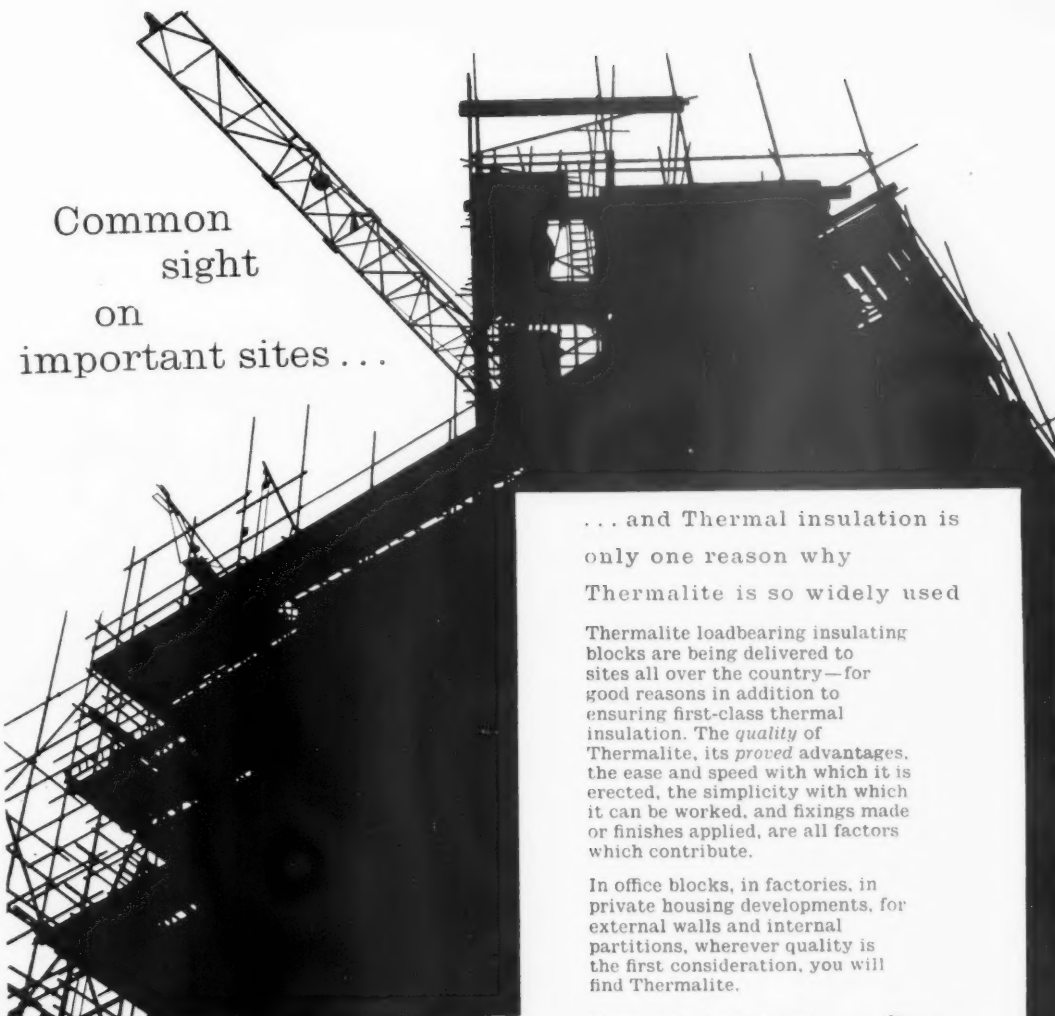 Common
sight
on
important sites ...
... and Thermal insulation is
only one reason why
Thermalite is so widely used
Thermalite loadbearing insulating
blocks are being delivered to
sites all over the country—for
good reasons in addition to
ensuring first-class thermal
insulation. The quality of
Thermalite, its proved advantages,
the ease and speed with which it is
erected, the simplicity with which
it can be worked, and fixings made
or finishes applied, are all factors
which contribute.
In office blocks, in factories, in
private housing developments, for
external walls and internal
partitions, wherever quality is
the first consideration, you will
find Thermalite.